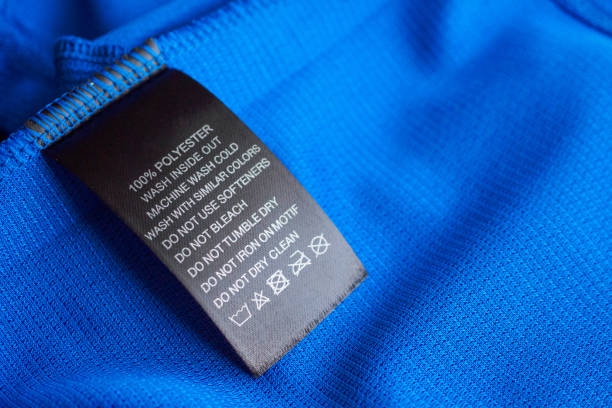 100% POLYESTER
WASH INSIDE OUT
MACHINE WASH COLD
WASH WITH SIMILAR COLORS
DO NOT USE SOFTENERS
DO NOT BLEACH
DO NOT TUMBLE DRY
DO NOT IRON ON MOTIF
DO NOT DRY CLEAN